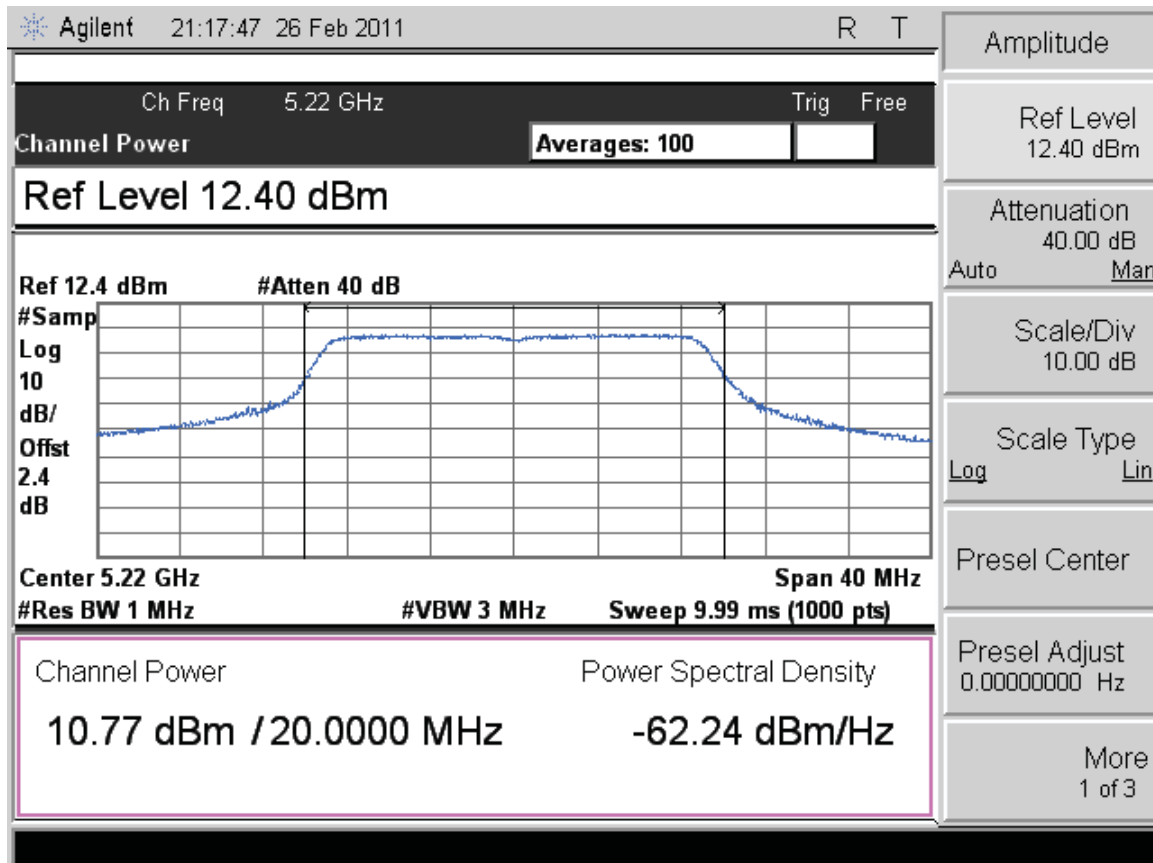 Agilent 21:17:47 26 Feb 2011 R T
Ch Freq 5.22 GHz Trig Free
Channel Power Averages: 100
Ref Level 12.40 dBm
Ref 12.4 dBm #Atten 40 dB
#Samp
Log
10
dB/
Offst
2.4
dB
Center 5.22 GHz Span 40 MHz
#Res BW 1 MHz #VBW 3 MHz Sweep 9.99 ms (1000 pts)
Channel Power Power Spectral Density
10.77 dBm / 20.0000 MHz -62.24 dBm/Hz
Amplitude
Ref Level
12.40 dBm
Attenuation
40.00 dB
Auto Man
Scale/Div
10.00 dB
Scale Type
Log Lin
Presel Center
Presel Adjust
0.00000000 Hz
More
1 of 3